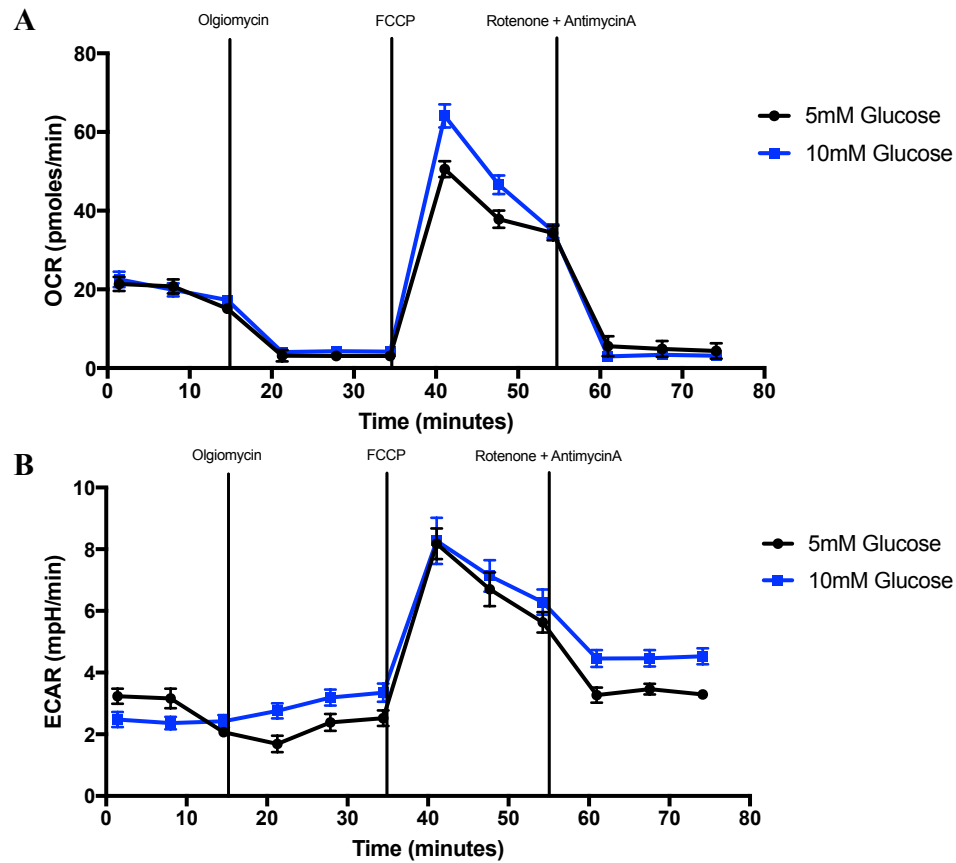 A
Olgiomycin FCCP Rotenone + AntimycinA
80
60
40
20
0
OCR (pmoles/min)
0 10 20 30 40 50 60 70 80
Time (minutes)
5mM Glucose
10mM Glucose
B
Olgiomycin FCCP Rotenone + AntimycinA
10
8
6
4
2
0
ECAR (mpH/min)
0 10 20 30 40 50 60 70 80
Time (minutes)
5mM Glucose
10mM Glucose